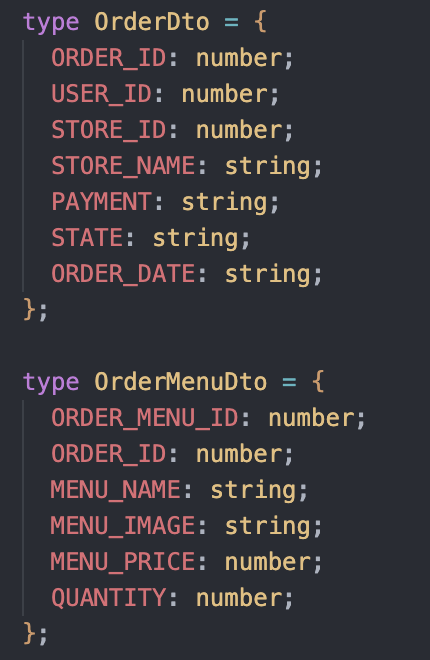 type OrderDto = {
  ORDER_ID: number;
  USER_ID: number;
  STORE_ID: number;
  STORE_NAME: string;
  PAYMENT: string;
  STATE: string;
  ORDER_DATE: string;
};

type OrderMenuDto = {
  ORDER_MENU_ID: number;
  ORDER_ID: number;
  MENU_NAME: string;
  MENU_IMAGE: string;
  MENU_PRICE: number;
  QUANTITY: number;
};